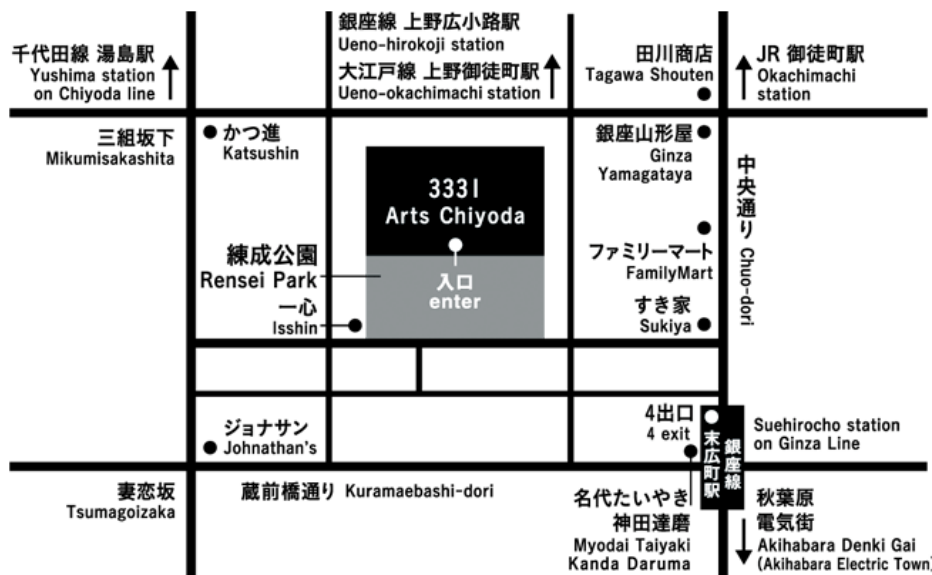 千代田線 湯島駅
Yushima station
on Chiyoda line
銀座線 上野広小路駅
Ueno-hirokoji station
大江戸線 上野御徒町駅
Ueno-okachimachi station
田川商店
Tagawa Shouten
JR 御徒町駅
Okachimachi
station
三組坂下
Mikumisakashita
かつ進
Katsushin
3331
Arts Chiyoda
銀座山形屋
Ginza
Yamagataya
中央通り Chuo-dori
練成公園
Rensei Park
入口
enter
ファミリーマート
FamilyMart
一心
Isshin
すき家
Sukiya
ジョナサン
Johnathan's
4出口
4 exit
末広町駅
銀座線
Suehirocho station
on Ginza Line
妻恋坂
Tsumagoizaka
蔵前橋通り Kuramaebashi-dori
名代たいやき
神田達磨
Myodai Taiyaki
Kanda Daruma
秋葉原
電気街
Akihabara Denki Gai
(Akihabara Electric Town)